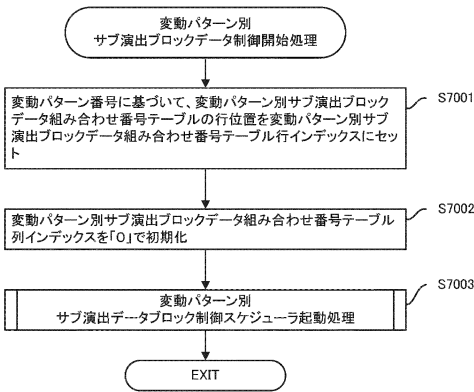 変動パターン別
サブ演出ブロックデータ制御開始処理
S7001
変動パターン番号に基づいて、変動パターン別サブ演出ブロック
データ組み合わせ番号テーブルの行位置を変動パターン別サブ
演出ブロックデータ組み合わせ番号テーブル行インデックスにセッ
ト
S7002
変動パターン別サブ演出ブロックデータ組み合わせ番号テーブル
列インデックスを「0」で初期化
S7003
変動パターン別
サブ演出データブロック制御スケジューラ起動処理
EXIT